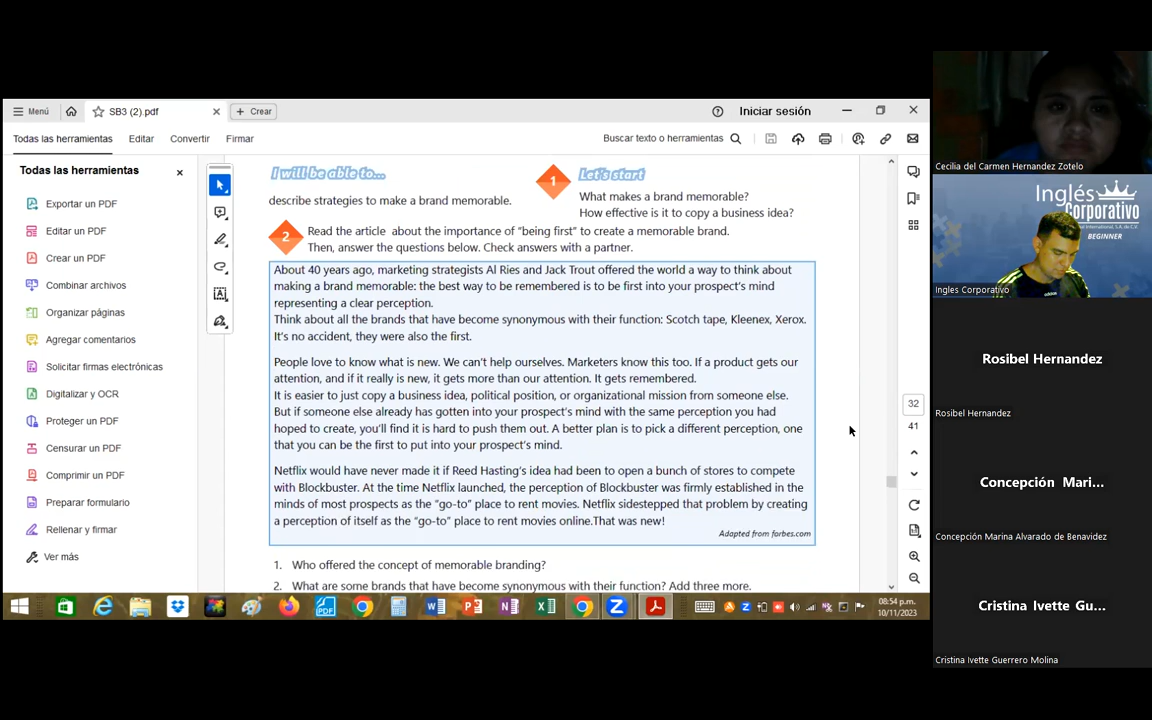 Menú
SB3 (2).pdf
Crear
Iniciar sesión
Todas las herramientas
Editar
Convertir
Firmar
Buscar texto o herramientas
Todas las herramientas
Exportar un PDF
Editar un PDF
Crear un PDF
Combinar archivos
Organizar páginas
Agregar comentarios
Solicitar firmas electrónicas
Digitalizar y OCR
Proteger un PDF
Censurar un PDF
Comprimir un PDF
Preparar formulario
Rellenar y firmar
Ver más
I will be able to...
describe strategies to make a brand memorable.
1
Let's start
What makes a brand memorable?
How effective is it to copy a business idea?
2
Read the article about the importance of "being first" to create a memorable brand.
Then, answer the questions below. Check answers with a partner.
About 40 years ago, marketing strategists Al Ries and Jack Trout offered the world a way to think about
making a brand memorable: the best way to be remembered is to be first into your prospect's mind
representing a clear perception.
Think about all the brands that have become synonymous with their function: Scotch tape, Kleenex, Xerox.
It's no accident, they were also the first.
People love to know what is new. We can't help ourselves. Marketers know this too. If a product gets our
attention, and if it really is new, it gets more than our attention. It gets remembered.
It is easier to just copy a business idea, political position, or organizational mission from someone else.
But if someone else already has gotten into your prospect's mind with the same perception you had
hoped to create, you'll find it is hard to push them out. A better plan is to pick a different perception, one
that you can be the first to put into your prospect's mind.
Netflix would have never made it if Reed Hasting's idea had been to open a bunch of stores to compete
with Blockbuster. At the time Netflix launched, the perception of Blockbuster was firmly established in the
minds of most prospects as the "go-to" place to rent movies. Netflix sidestepped that problem by creating
a perception of itself as the "go-to" place to rent movies online.That was new!
Adapted from forbes.com
1. Who offered the concept of memorable branding?
2. What are some brands that have become synonymous with their function? Add three more.
32
41
08:54 p.m.
10/11/2023
Cecilia del Carmen Hernandez Zotelo
Inglés
Corporativo
BEGINNER
Ingles Corporativo
Rosibel Hernandez
Rosibel Hernandez
Concepción Mari...
Concepción Marina Alvarado de Benavidez
Cristina Ivette Gu...
Cristina Ivette Guerrero Molina